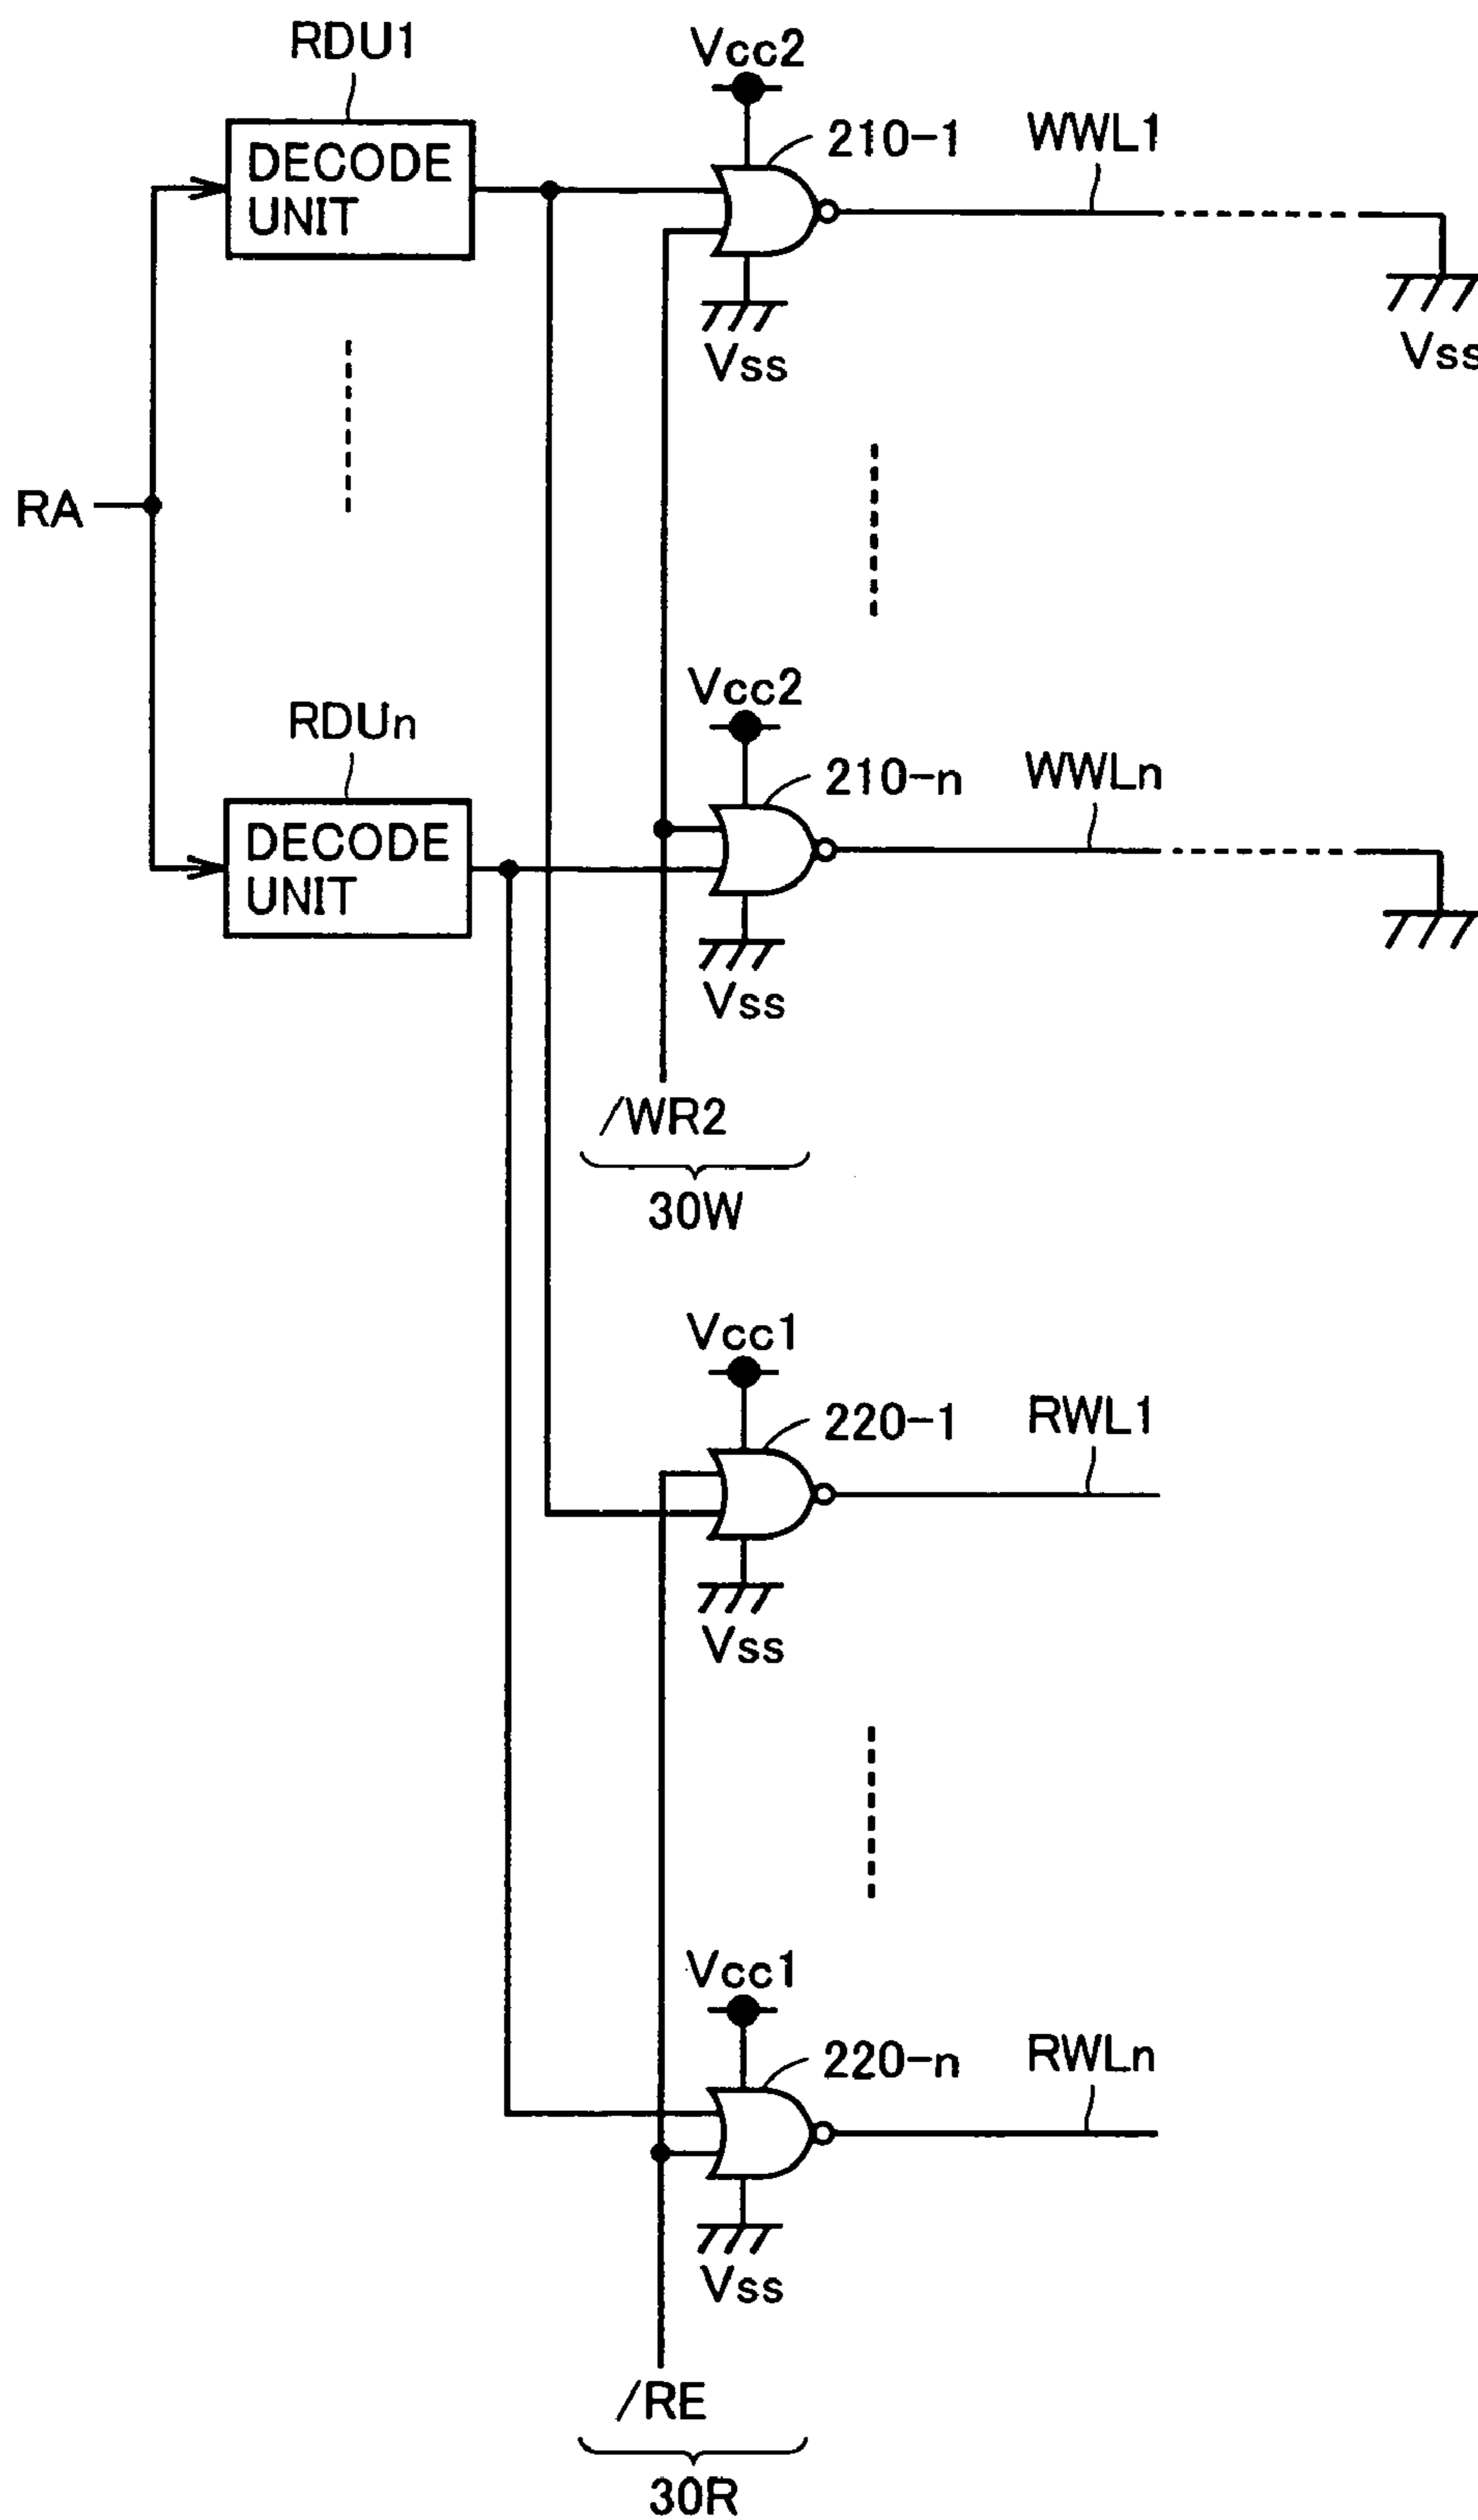 RDU1
Vcc2
DECODE
UNIT
210-1
WWL1
Vss
Vss
RA
RDUn
Vcc2
DECODE
UNIT
210-n
WWLn
Vss
/WR2
30W
Vcc1
220-1
RWL1
Vss
Vcc1
220-n
RWLn
Vss
/RE
30R